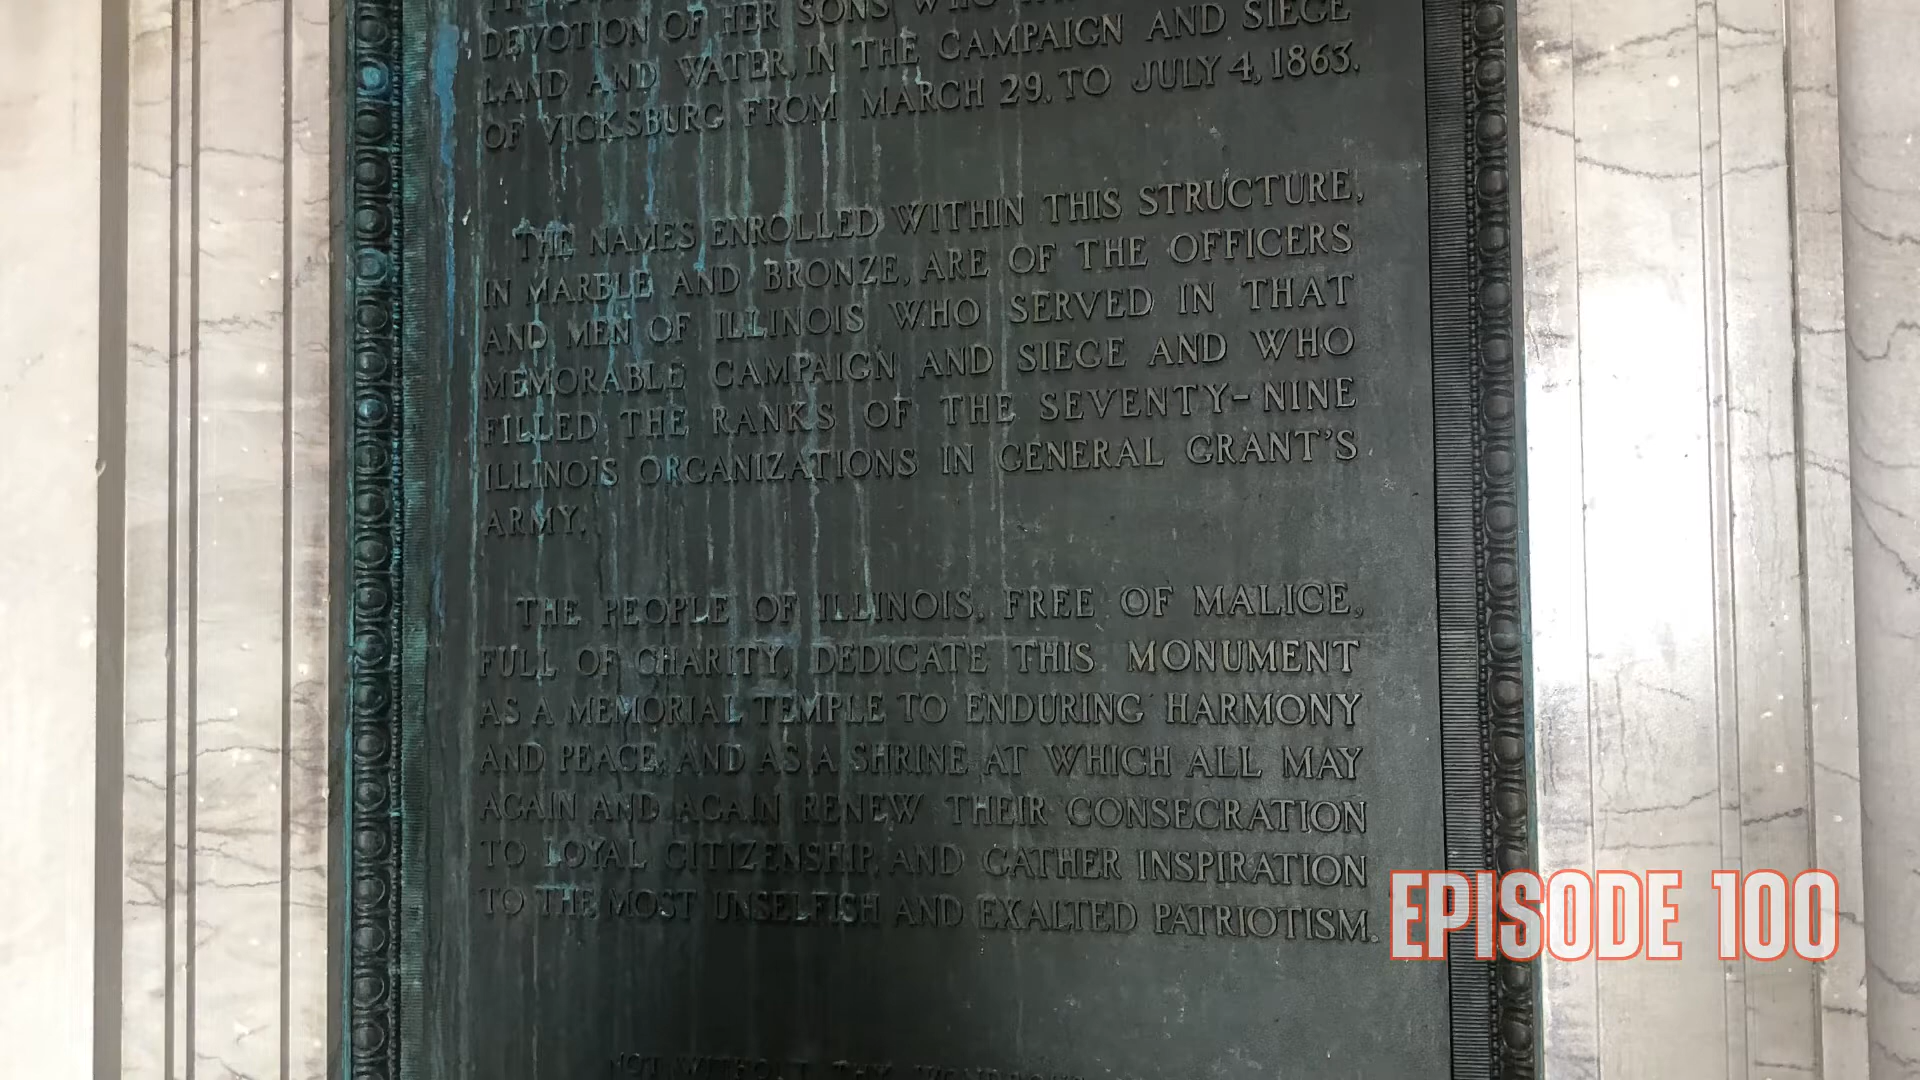 DEVOTION OF HER SONS WHO
LAND AND WATER, IN THE CAMPAIGN AND SIEGE
OF VICKSBURG FROM MARCH 29, TO JULY 4, 1863.
THE NAMES ENROLLED WITHIN THIS STRUCTURE,
IN MARBLE AND BRONZE, ARE OF THE OFFICERS
AND MEN OF ILLINOIS WHO SERVED IN THAT
MEMORABLE CAMPAIGN AND SIEGE AND WHO
FILLED THE RANKS OF THE SEVENTY-NINE
ILLINOIS ORGANIZATIONS IN GENERAL GRANT'S
ARMY.
THE PEOPLE OF ILLINOIS, FREE OF MALICE,
FULL OF CHARITY, DEDICATE THIS MONUMENT
AS A MEMORIAL TEMPLE TO ENDURING HARMONY
AND PEACE, AND AS A SHRINE AT WHICH ALL MAY
AGAIN AND AGAIN RENEW THEIR CONSECRATION
TO LOYAL CITIZENSHIP, AND GATHER INSPIRATION
TO THE MOST UNSELFISH AND EXALTED PATRIOTISM.
NOT WITHOUT THY
EPISODE 100